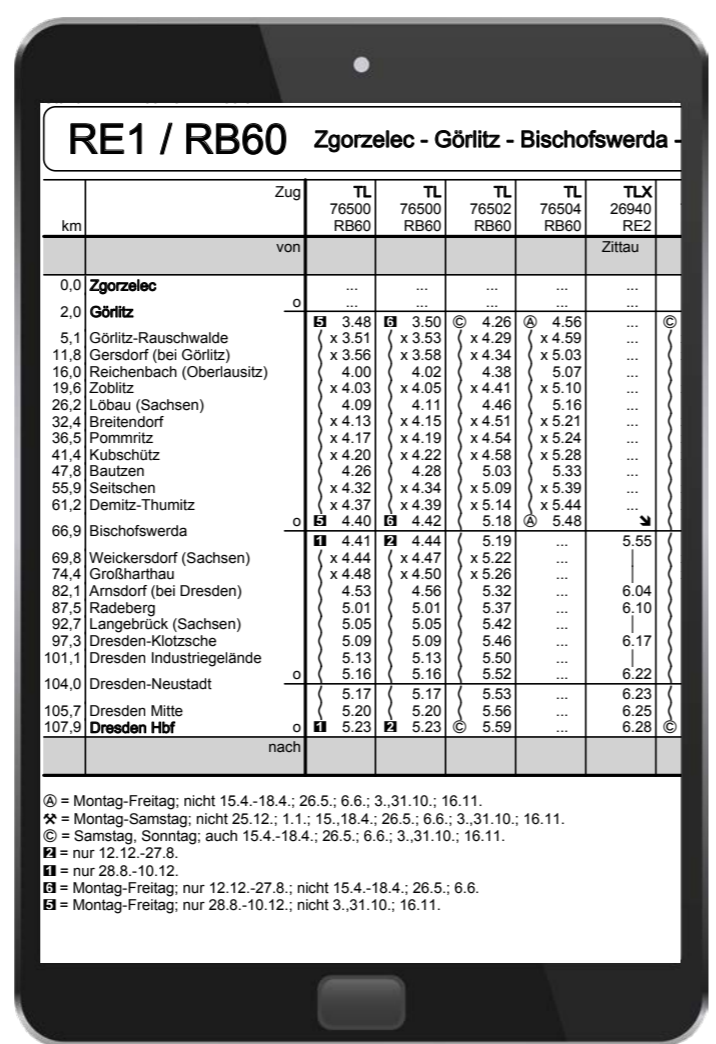 RE1 / RB60 Zgorzelec - Görlitz - Bischofswerda -
Zug TL TL TL TL TLX
76500 76500 76502 76504 26940
km RB60 RB60 RB60 RB60 RE2
von Zittau
0,0 Zgorzelec ... ... ... ... ...
2,0 Görlitz o ... ... ... ... ...
5 3.48 6 3.50 Ⓒ 4.26 Ⓐ 4.56 ... Ⓒ
5,1 Görlitz-Rauschwalde x 3.51 x 3.53 x 4.29 x 4.59 ...
11,8 Gersdorf (bei Görlitz) x 3.56 x 3.58 x 4.34 x 5.03 ...
16,0 Reichenbach (Oberlausitz) 4.00 4.02 4.38 5.07 ...
19,6 Zoblitz x 4.03 x 4.05 x 4.41 x 5.10 ...
26,2 Löbau (Sachsen) 4.09 4.11 4.46 5.16 ...
32,4 Breitendorf x 4.13 x 4.15 x 4.51 x 5.21 ...
36,5 Pommritz x 4.17 x 4.19 x 4.54 x 5.24 ...
41,4 Kubschütz x 4.20 x 4.22 x 4.58 x 5.28 ...
47,8 Bautzen 4.26 4.28 5.03 5.33 ...
55,9 Seitschen x 4.32 x 4.34 x 5.09 x 5.39 ...
61,2 Demitz-Thumitz x 4.37 x 4.39 x 5.14 x 5.44 ...
66,9 Bischofswerda o 5 4.40 6 4.42 5.18 Ⓐ 5.48 ➘
1 4.41 2 4.44 5.19 ... 5.55
69,8 Weickersdorf (Sachsen) x 4.44 x 4.47 x 5.22 ... |
74,4 Großharthau x 4.48 x 4.50 x 5.26 ... |
82,1 Arnsdorf (bei Dresden) 4.53 4.56 5.32 ... 6.04
87,5 Radeberg 5.01 5.01 5.37 ... 6.10
92,7 Langebrück (Sachsen) 5.05 5.05 5.42 ... |
97,3 Dresden-Klotzsche 5.09 5.09 5.46 ... 6.17
101,1 Dresden Industriegelände 5.13 5.13 5.50 ... |
104,0 Dresden-Neustadt o 5.16 5.16 5.52 ... 6.22
5.17 5.17 5.53 ... 6.23
105,7 Dresden Mitte 5.20 5.20 5.56 ... 6.25
107,9 Dresden Hbf o 1 5.23 2 5.23 Ⓒ 5.59 ... 6.28 Ⓒ
nach
Ⓐ = Montag-Freitag; nicht 15.4.-18.4.; 26.5.; 6.6.; 3.,31.10.; 16.11.
⚒ = Montag-Samstag; nicht 25.12.; 1.1.; 15.,18.4.; 26.5.; 6.6.; 3.,31.10.; 16.11.
Ⓒ = Samstag, Sonntag; auch 15.4.-18.4.; 26.5.; 6.6.; 3.,31.10.; 16.11.
2 = nur 12.12.-27.8.
1 = nur 28.8.-10.12.
6 = Montag-Freitag; nur 12.12.-27.8.; nicht 15.4.-18.4.; 26.5.; 6.6.
5 = Montag-Freitag; nur 28.8.-10.12.; nicht 3.,31.10.; 16.11.